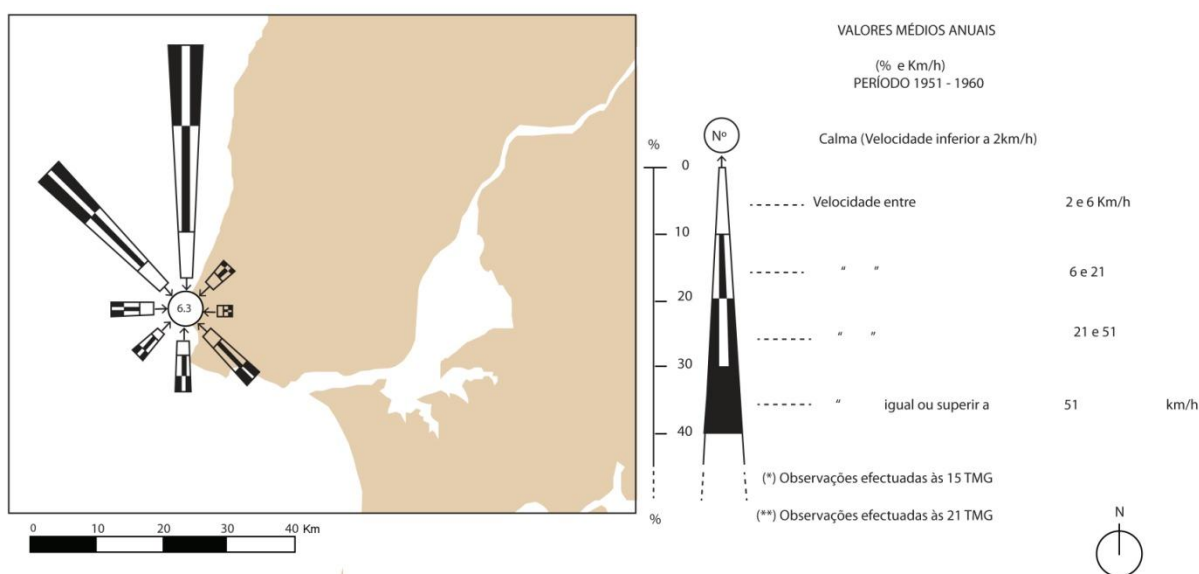 VALORES MÉDIOS ANUAIS
(% e Km/h)
PERÍODO 1951 - 1960
Nº
Calma (Velocidade inferior a 2km/h)
%
0
Velocidade entre 2 e 6 Km/h
10
“ ” 6 e 21
20
“ ” 21 e 51
30
“ igual ou superir a 51 km/h
40
(*) Observações efectuadas às 15 TMG
(**) Observações efectuadas às 21 TMG
%
6.3
0 10 20 30 40 Km
N